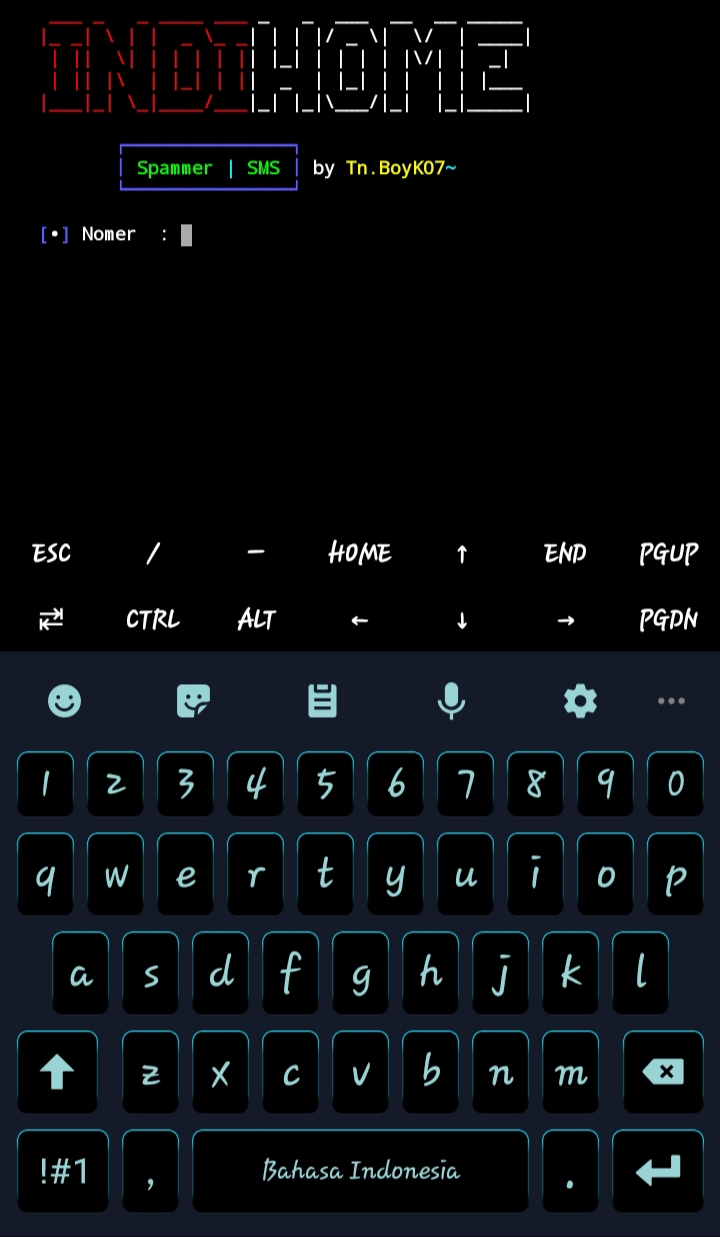 INDIHOME
Spammer | SMS by Tn.BoyK07~
[•] Nomer :
ESC / — HOME ↑ END PGUP
⇄ CTRL ALT ← ↓ → PGDN
1 2 3 4 5 6 7 8 9 0
q w e r t y u i o p
a s d f g h j k l
z x c v b n m
!#1 , Bahasa Indonesia .